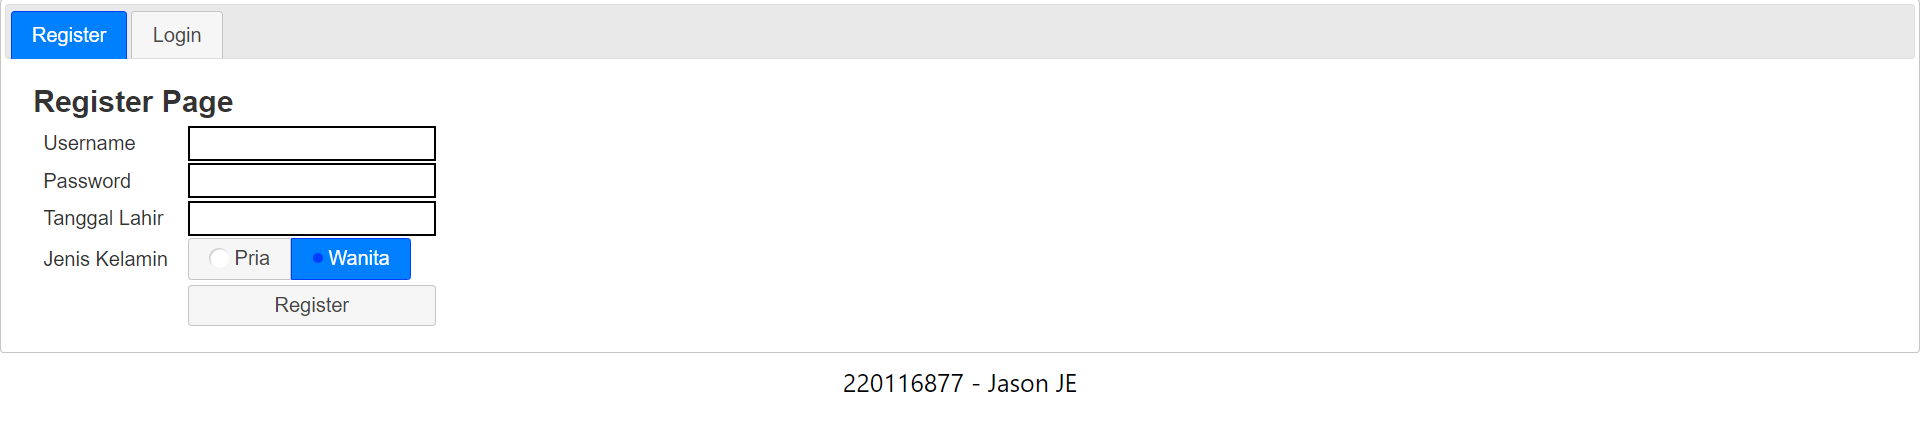 Register Login
Register Page
Username
Password
Tanggal Lahir
Jenis Kelamin Pria Wanita
Register
220116877 - Jason JE